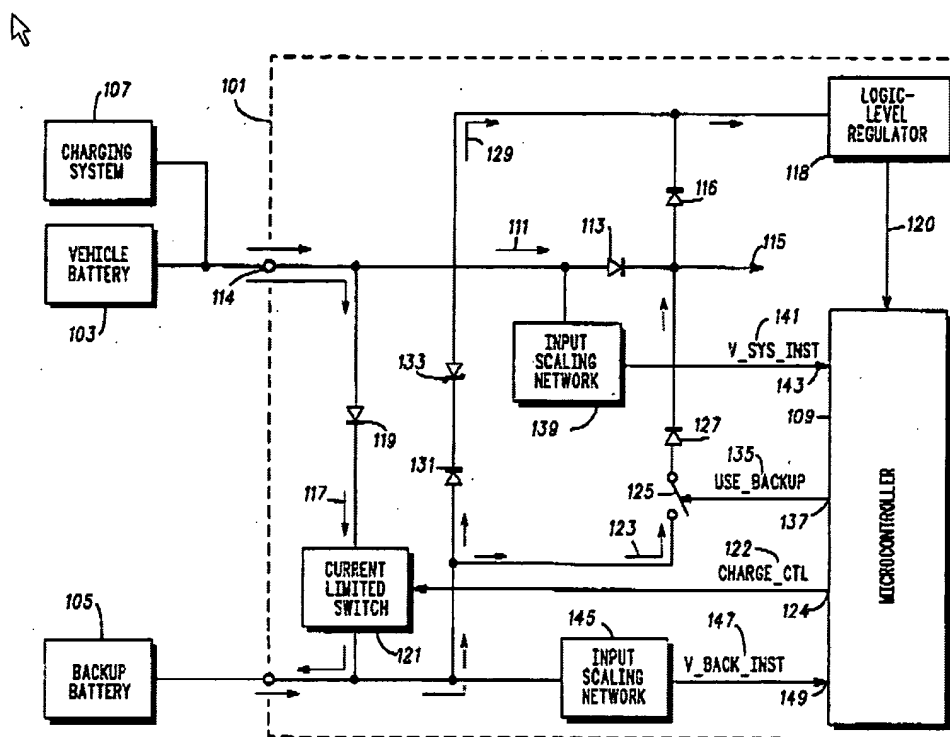 107
CHARGING
SYSTEM
VEHICLE
BATTERY
103
101
114
129
111
113
116
115
LOGIC-
LEVEL
REGULATOR
118
120
133
119
131
117
INPUT
SCALING
NETWORK
139
141
V_SYS_INST
143
109
127
125
135
USE_BACKUP
137
123
122
CHARGE_CTL
124
MICROCONTROLLER
CURRENT
LIMITED
SWITCH
121
105
BACKUP
BATTERY
145
INPUT
SCALING
NETWORK
147
V_BACK_INST
149